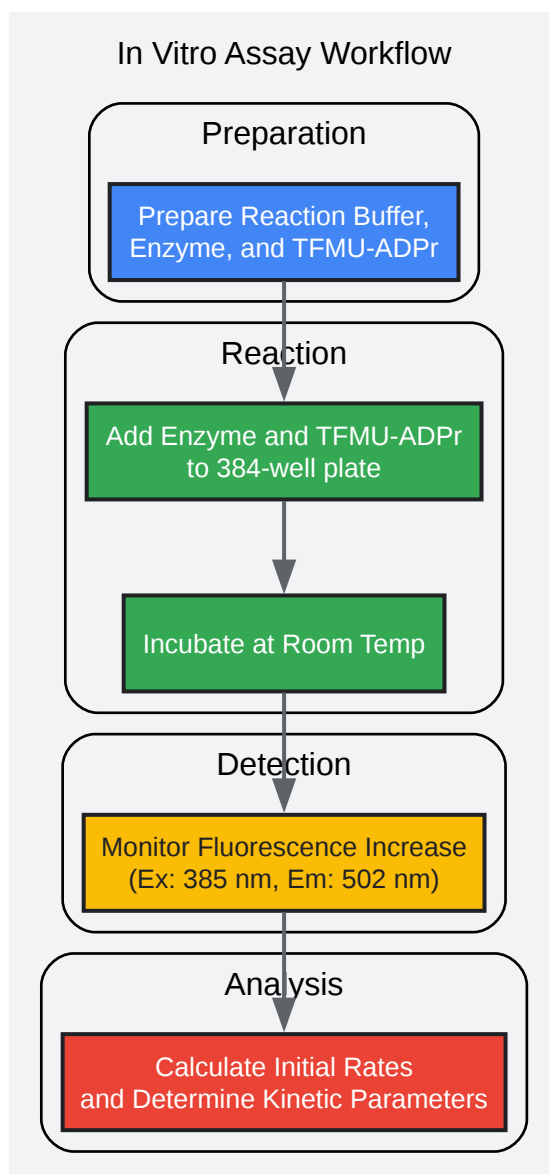 In Vitro Assay Workflow
Preparation
Prepare Reaction Buffer,
Enzyme, and TFMU-ADPr
Reaction
Add Enzyme and TFMU-ADPr
to 384-well plate
Incubate at Room Temp
Detection
Monitor Fluorescence Increase
(Ex: 385 nm, Em: 502 nm)
Analysis
Calculate Initial Rates
and Determine Kinetic Parameters